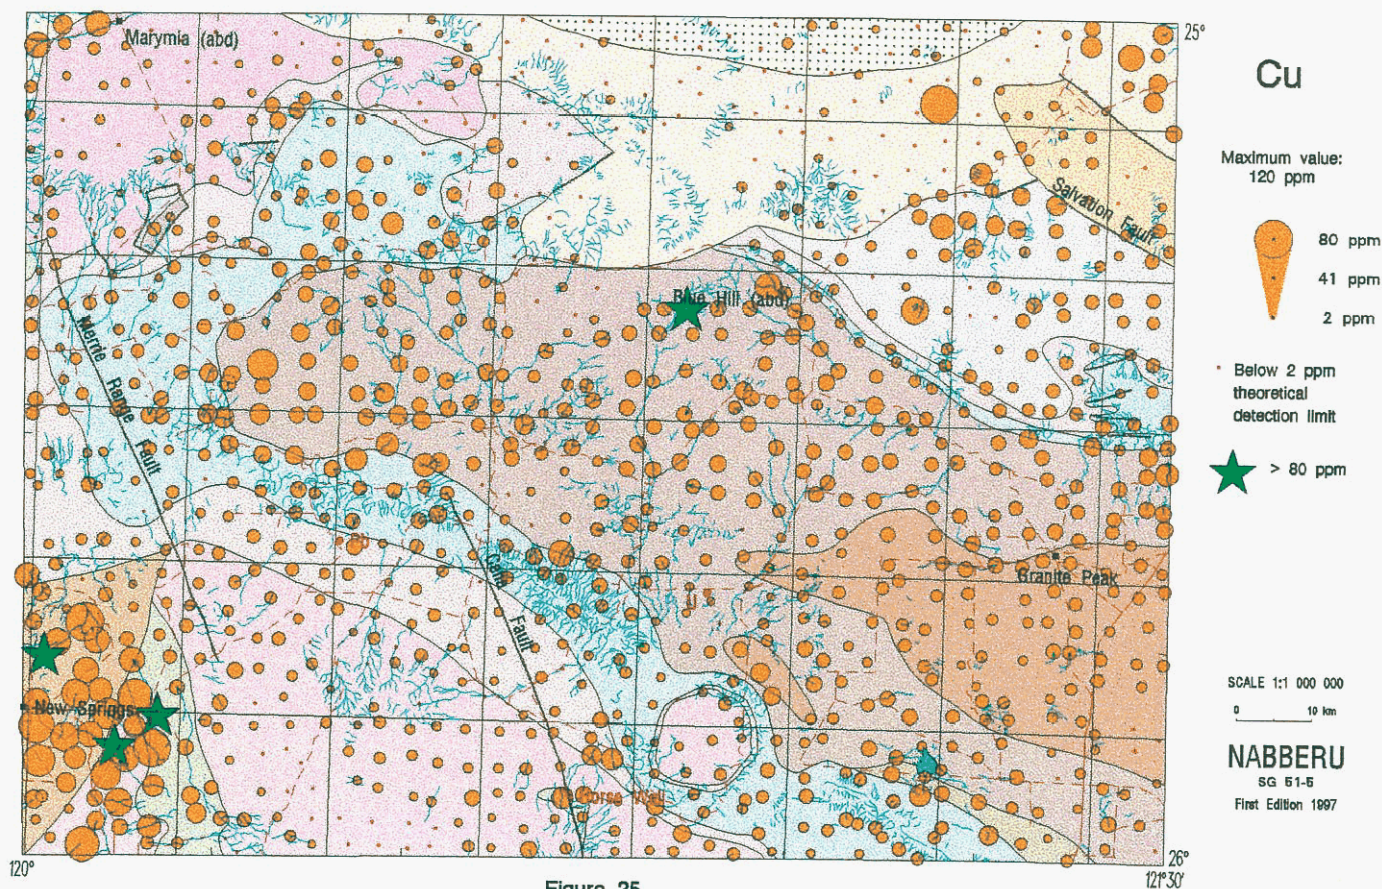 Marymia (abd)
25°
Cu
Maximum value:
120 ppm
Salvation Fault
80 ppm
41 ppm
2 ppm
Blue Hill (abd)
Merrie Range Fault
Below 2 ppm
theoretical
detection limit
> 80 ppm
Granite Peak
Fault
SCALE 1:1 000 000
New Springs
0 10 km
NABBERU
SG 51-5
First Edition 1997
Horse Well
120°
26°
121°30'
Figure 25